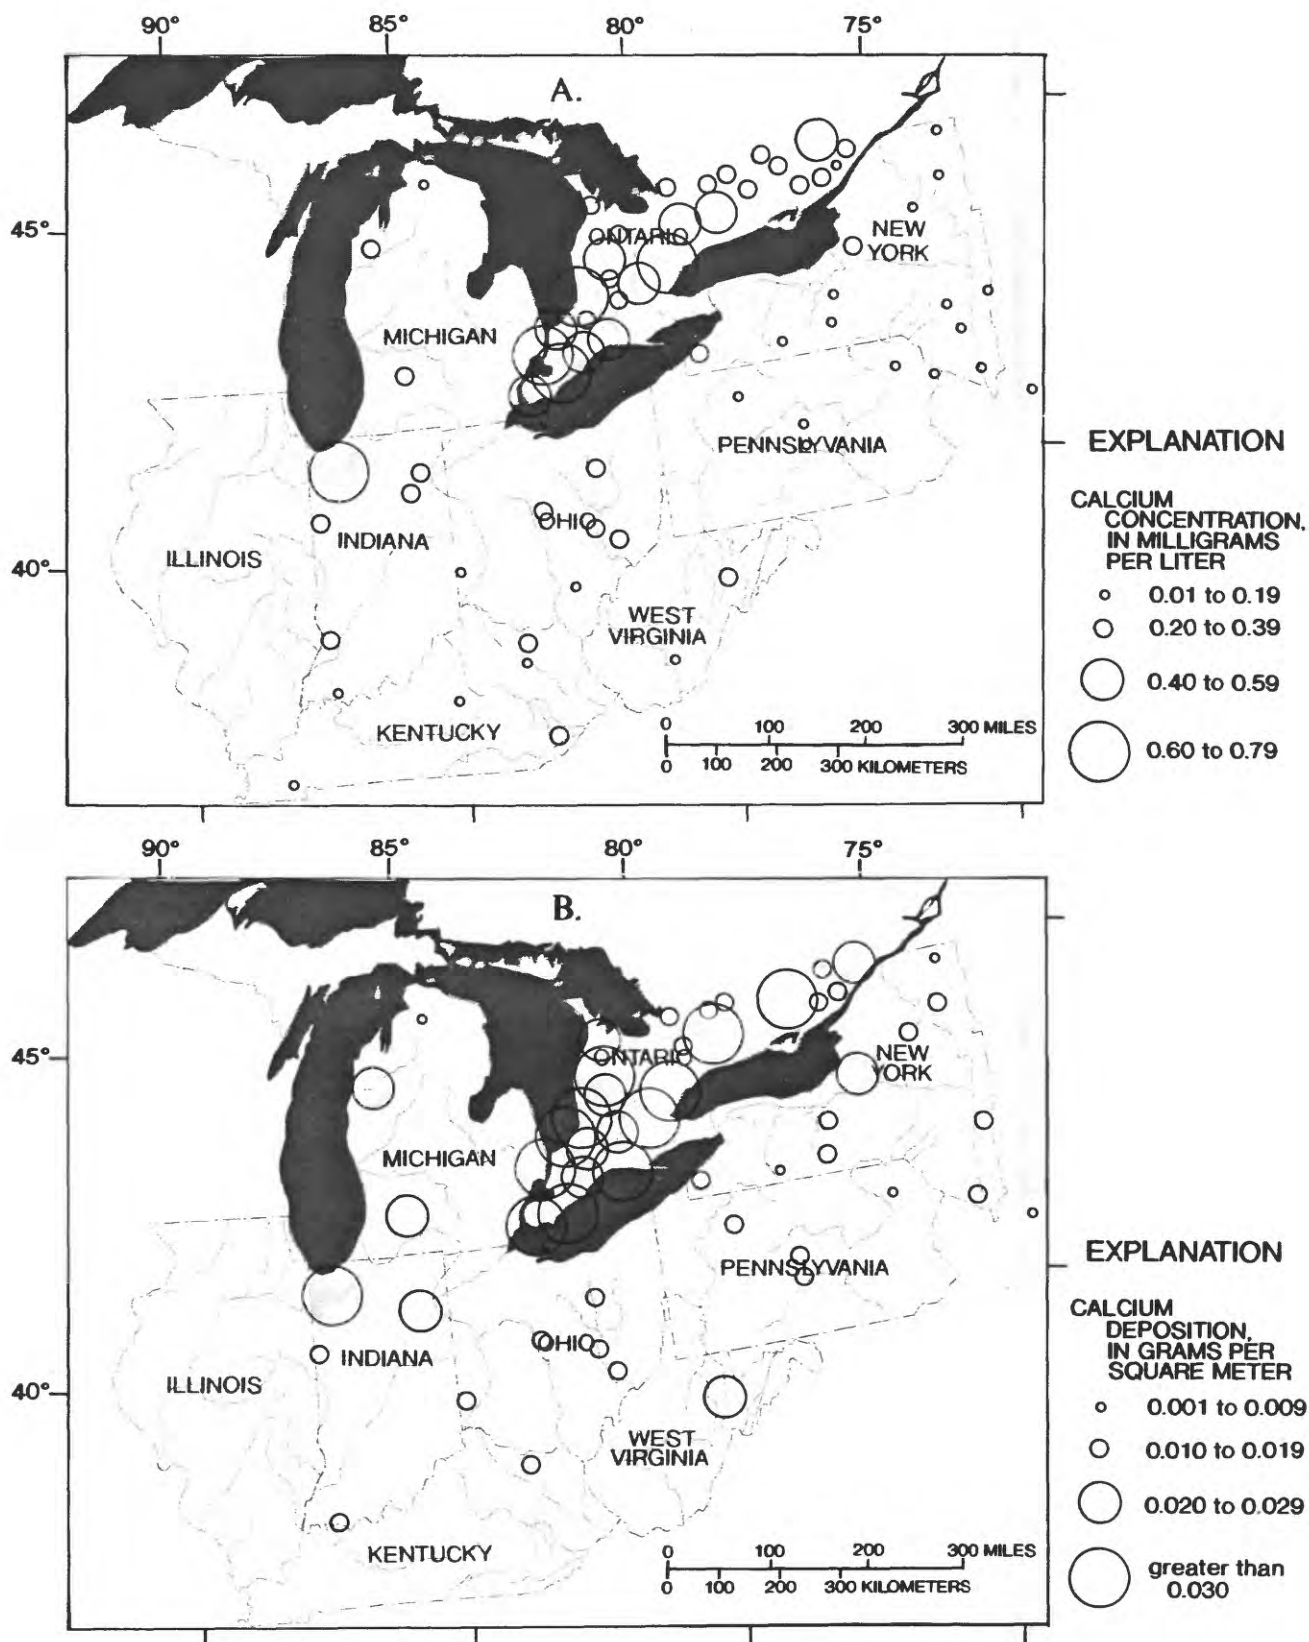 90° 85° 80° 75°
A.
45°
ONTARIO
NEW
YORK
MICHIGAN
PENNSLYVANIA
EXPLANATION
CALCIUM
CONCENTRATION,
IN MILLIGRAMS
PER LITER
0.01 to 0.19
0.20 to 0.39
0.40 to 0.59
0.60 to 0.79
OHIO
INDIANA
ILLINOIS
40°
WEST
VIRGINIA
KENTUCKY
0 100 200 300 MILES
0 100 200 300 KILOMETERS
90° 85° 80° 75°
B.
45°
ONTARIO
NEW
YORK
MICHIGAN
PENNSLYVANIA
EXPLANATION
CALCIUM
DEPOSITION,
IN GRAMS PER
SQUARE METER
0.001 to 0.009
0.010 to 0.019
0.020 to 0.029
greater than
0.030
OHIO
INDIANA
ILLINOIS
40°
WEST
VIRGINIA
KENTUCKY
0 100 200 300 MILES
0 100 200 300 KILOMETERS